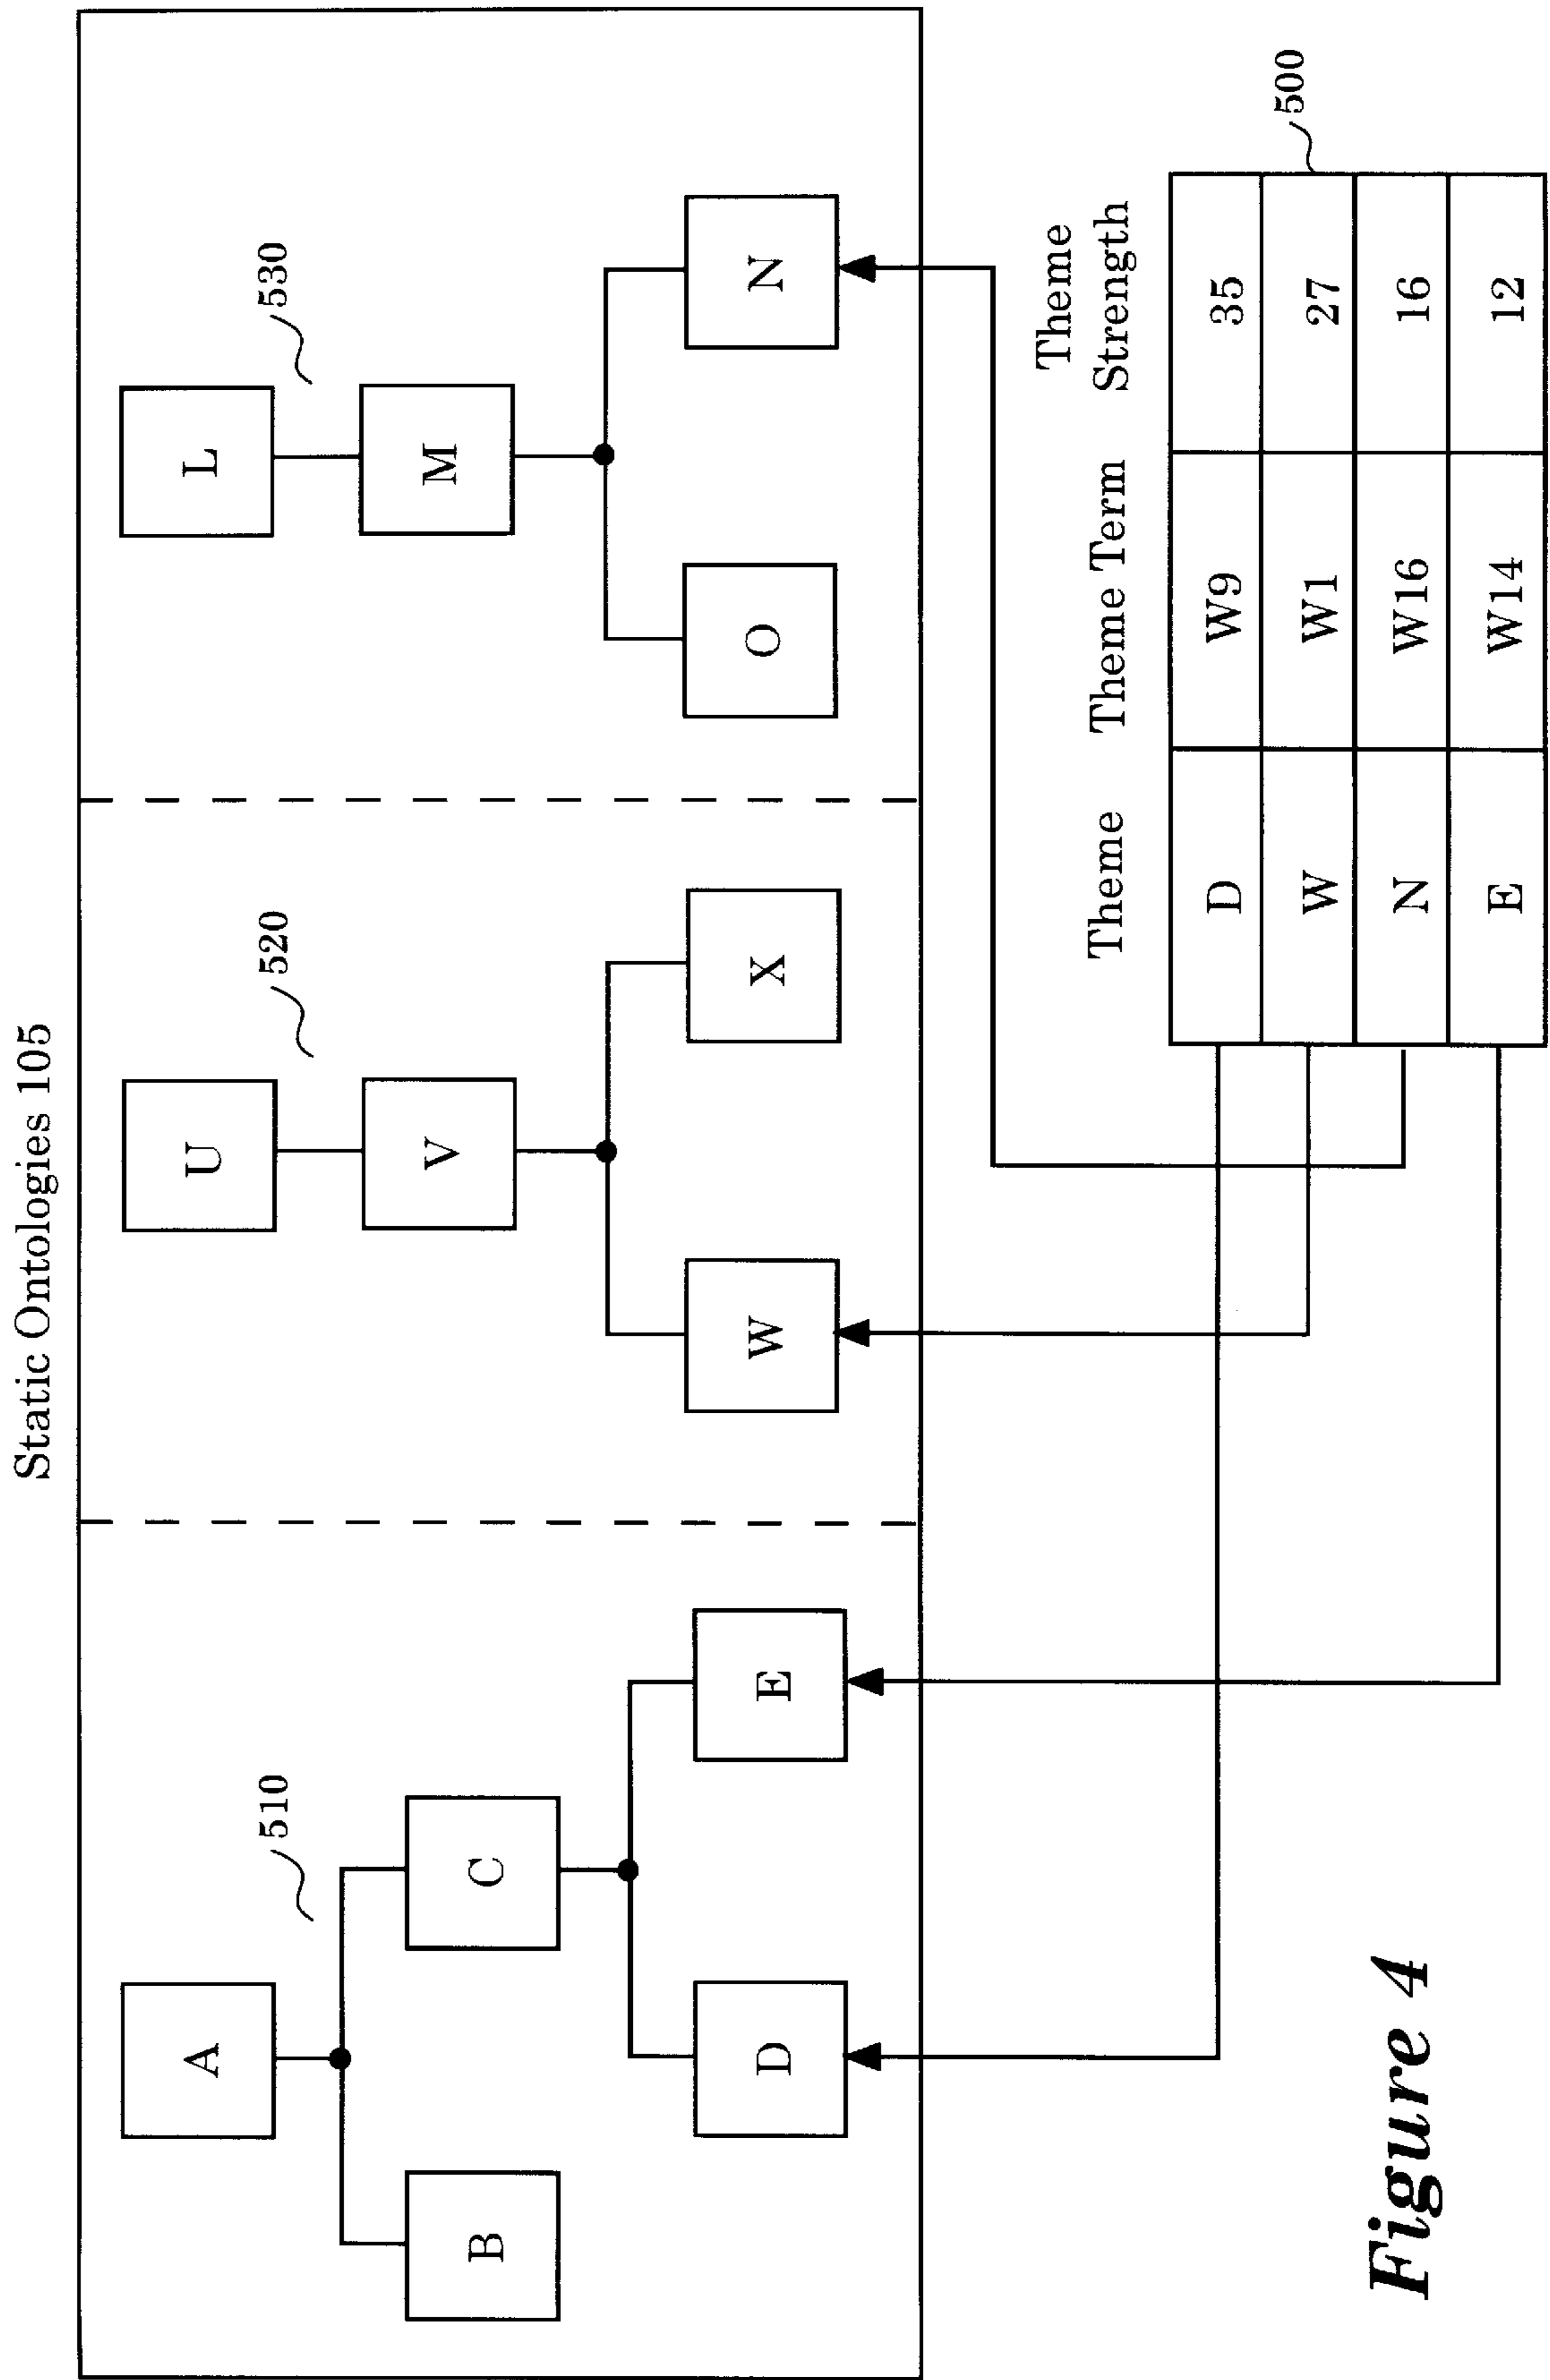 Static Ontologies 105
510
520
530
A
U
L
B
C
V
M
D
E
W
X
O
N
Theme Theme Term Theme Strength
D W9 35
W W1 27
N W16 16
E W14 12
500
Figure 4